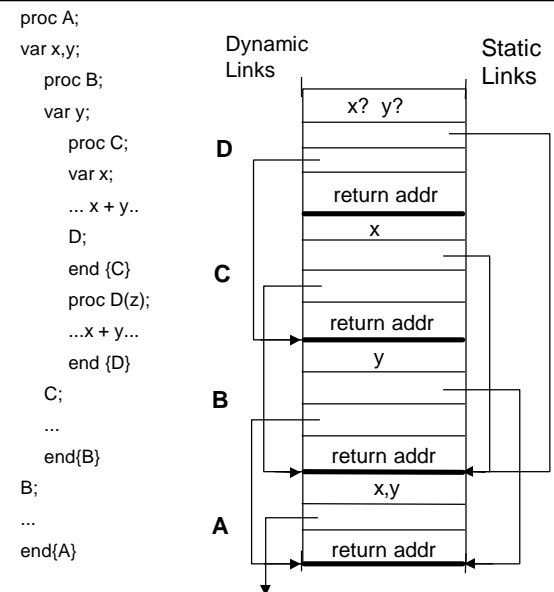 proc A;
var x,y;
proc B;
var y;
proc C;
var x;
... x + y..
D;
end {C}
proc D(z);
...x + y...
end {D}
C;
...
end{B}
B;
...
end{A}
Dynamic
Links
Static
Links
x? y?
D
return addr
x
C
return addr
y
B
return addr
x,y
A
return addr